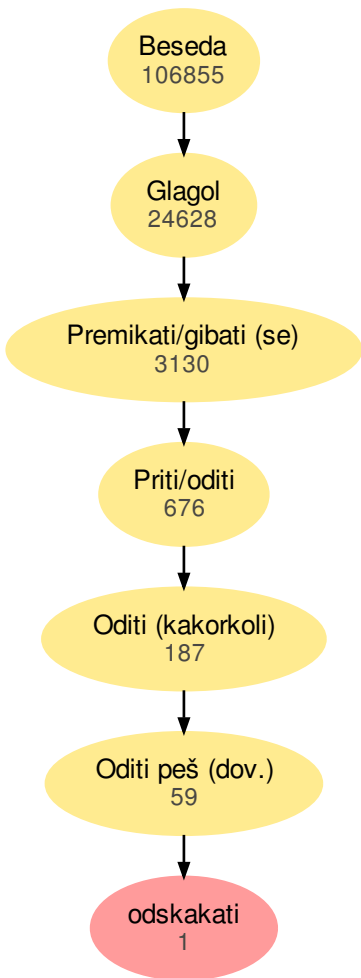 Beseda
106855
Glagol
24628
Premikati/gibati (se)
3130
Priti/oditi
676
Oditi (kakorkoli)
187
Oditi peš (dov.)
59
odskakati
1